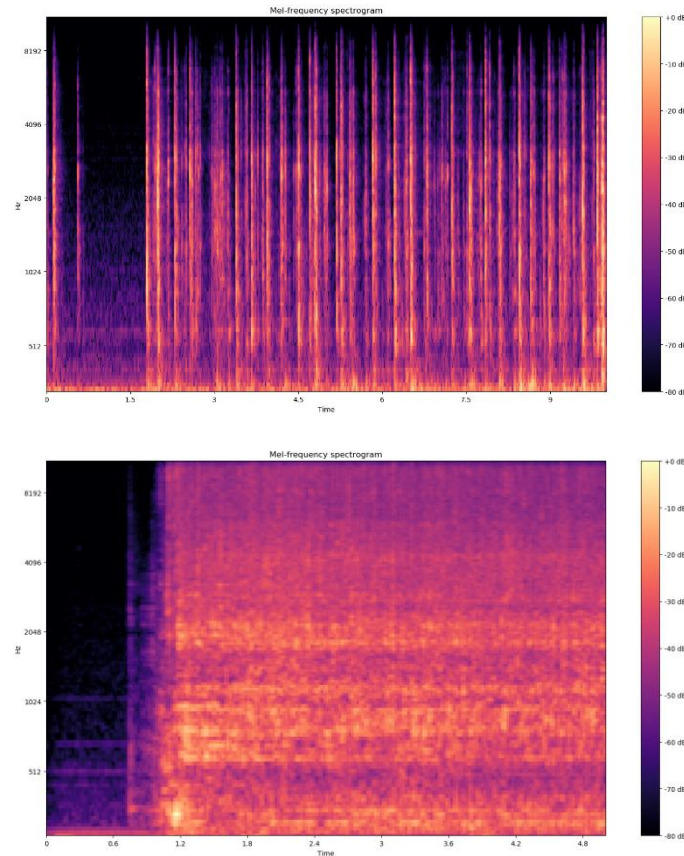 Mel-frequency spectrogram
+0 dB
8192
-10 dB
4096
-20 dB
-30 dB
2048
Hz
-40 dB
1024
-50 dB
-60 dB
512
-70 dB
-80 dB
0 1.5 3 4.5 6 7.5 9
Time
Mel-frequency spectrogram
+0 dB
8192
-10 dB
4096
-20 dB
-30 dB
2048
Hz
-40 dB
1024
-50 dB
-60 dB
512
-70 dB
-80 dB
0 0.6 1.2 1.8 2.4 3 3.6 4.2 4.8
Time